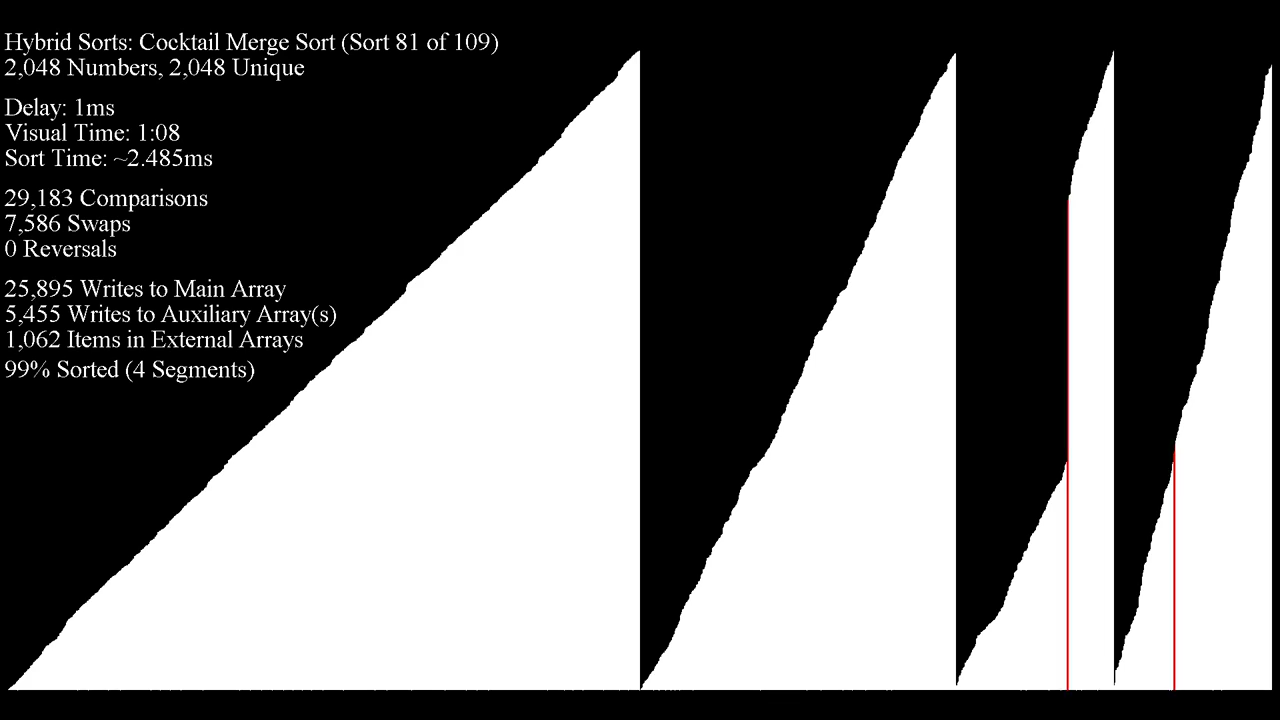 Hybrid Sorts: Cocktail Merge Sort (Sort 81 of 109)
2,048 Numbers, 2,048 Unique
Delay: 1ms
Visual Time: 1:08
Sort Time: ~2.485ms
29,183 Comparisons
7,586 Swaps
0 Reversals
25,895 Writes to Main Array
5,455 Writes to Auxiliary Array(s)
1,062 Items in External Arrays
99% Sorted (4 Segments)